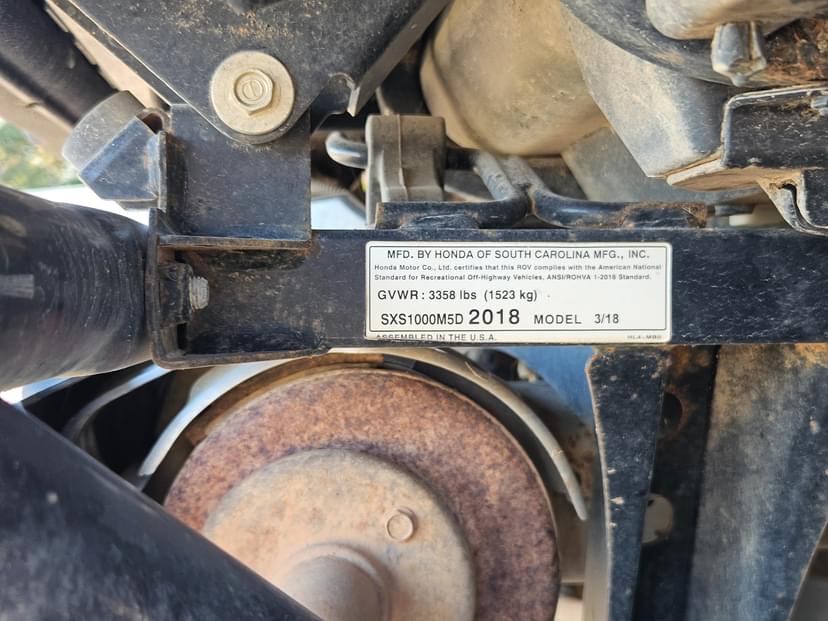 MFD. BY HONDA OF SOUTH CAROLINA MFG., INC.
Honda Motor Co., Ltd. certifies that this ROV complies with the American National
Standard for Recreational Off-Highway Vehicles, ANSI/ROHVA 1-2016 Standard.
GVWR : 3358 lbs (1523 kg)
SXS1000M5D 2018 MODEL 3/18
ASSEMBLED IN THE U.S.A.